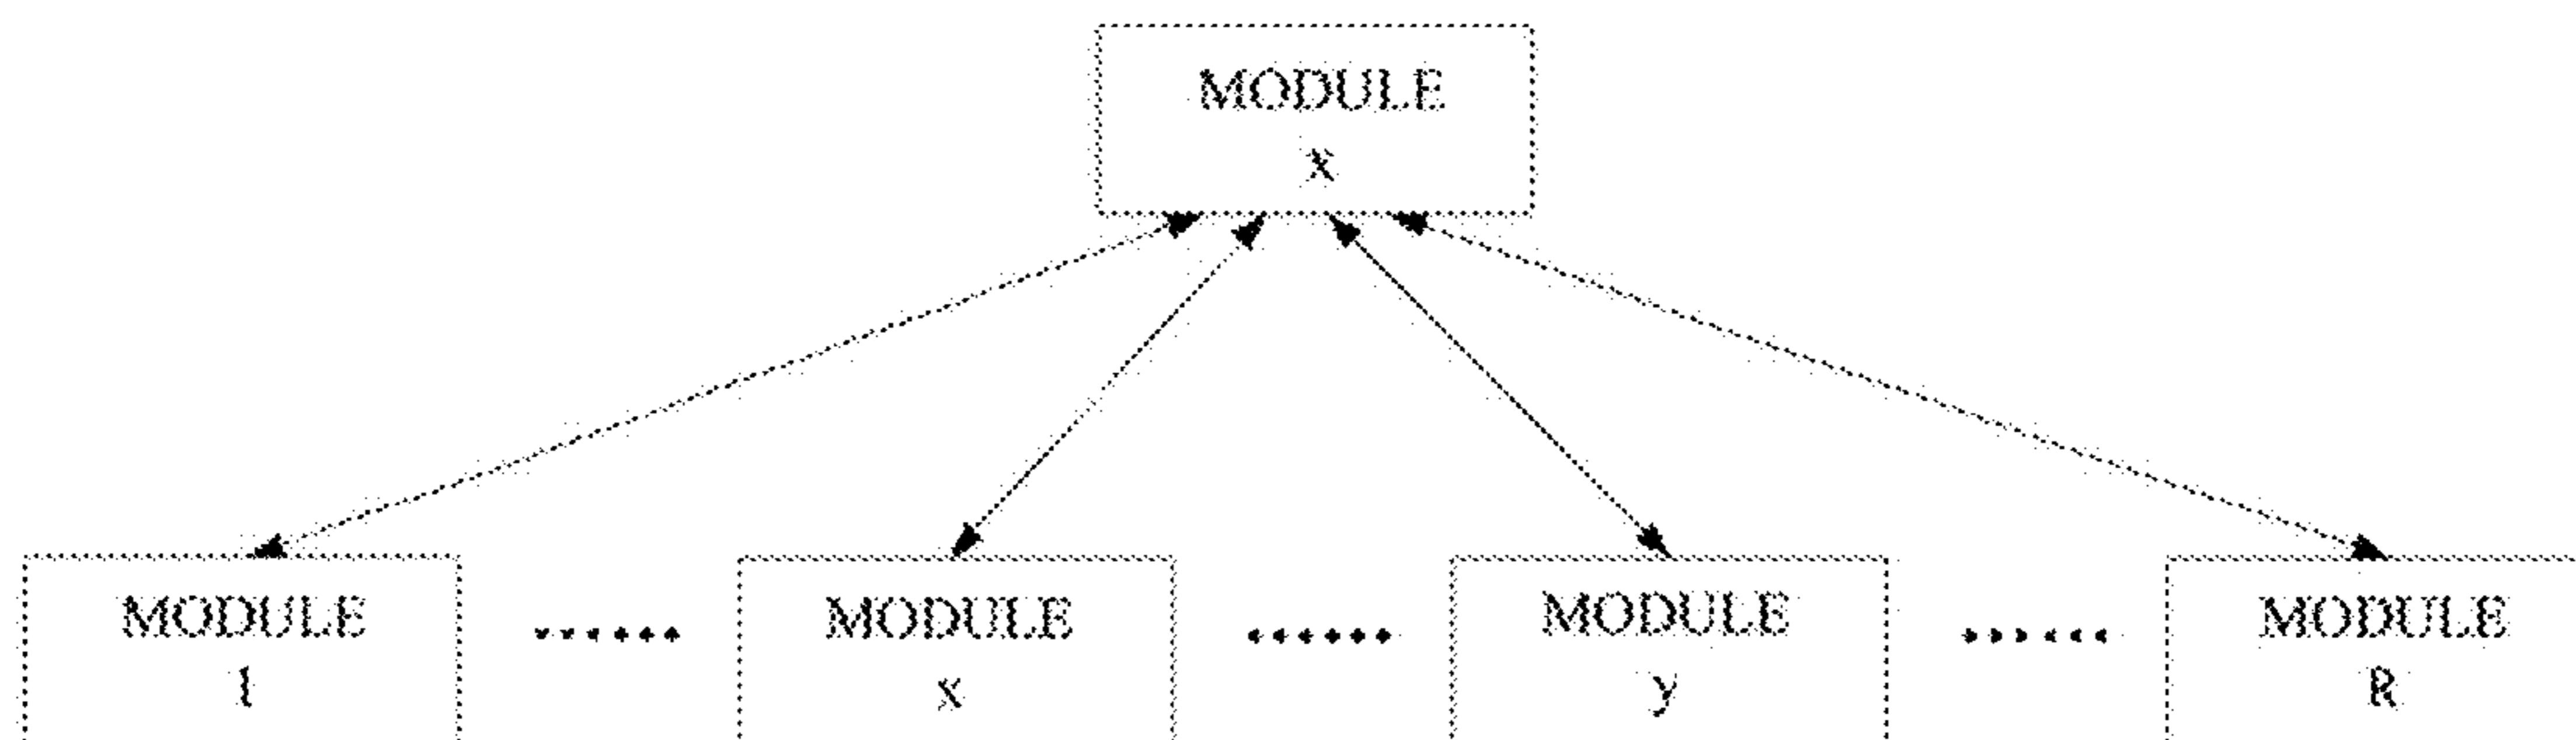 MODULE
x
MODULE
1
......
MODULE
x
......
MODULE
y
......
MODULE
R